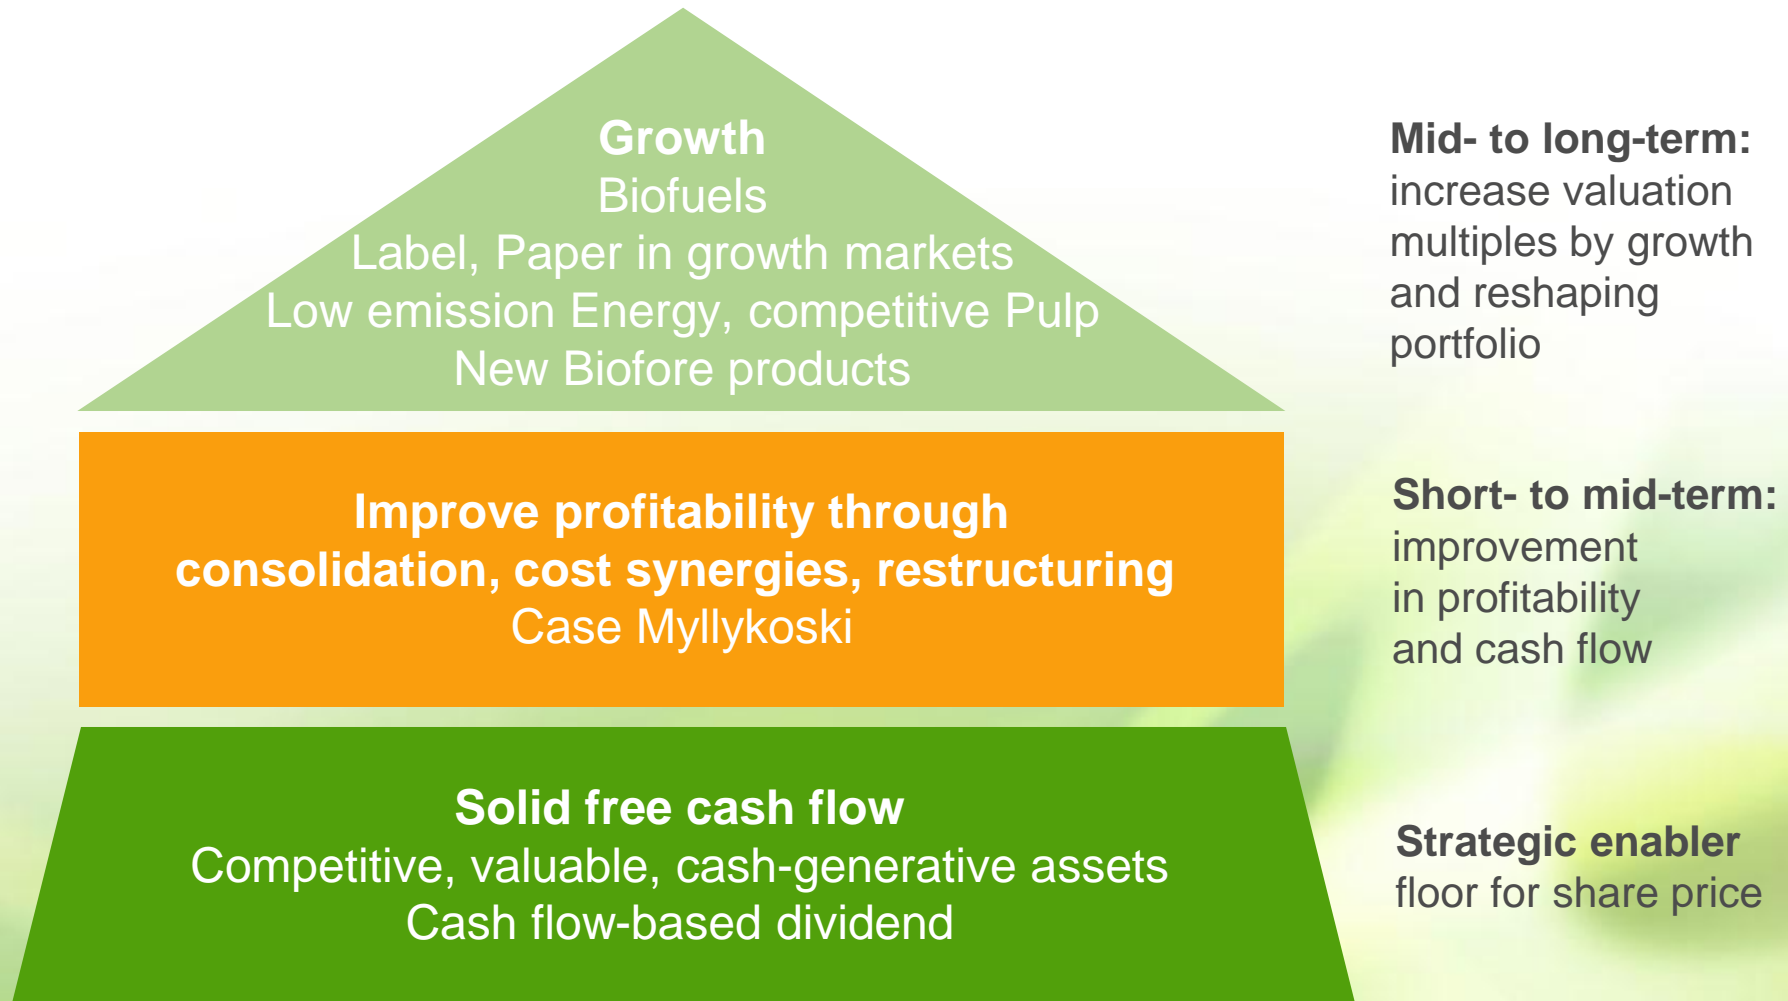 Growth
Biofuels
Label, Paper in growth markets
Low emission Energy, competitive Pulp
New Biofore products
Mid- to long-term:
increase valuation
multiples by growth
and reshaping
portfolio
Improve profitability through
consolidation, cost synergies, restructuring
Case Myllykoski
Short- to mid-term:
improvement
in profitability
and cash flow
Solid free cash flow
Competitive, valuable, cash-generative assets
Cash flow-based dividend
Strategic enabler
floor for share price